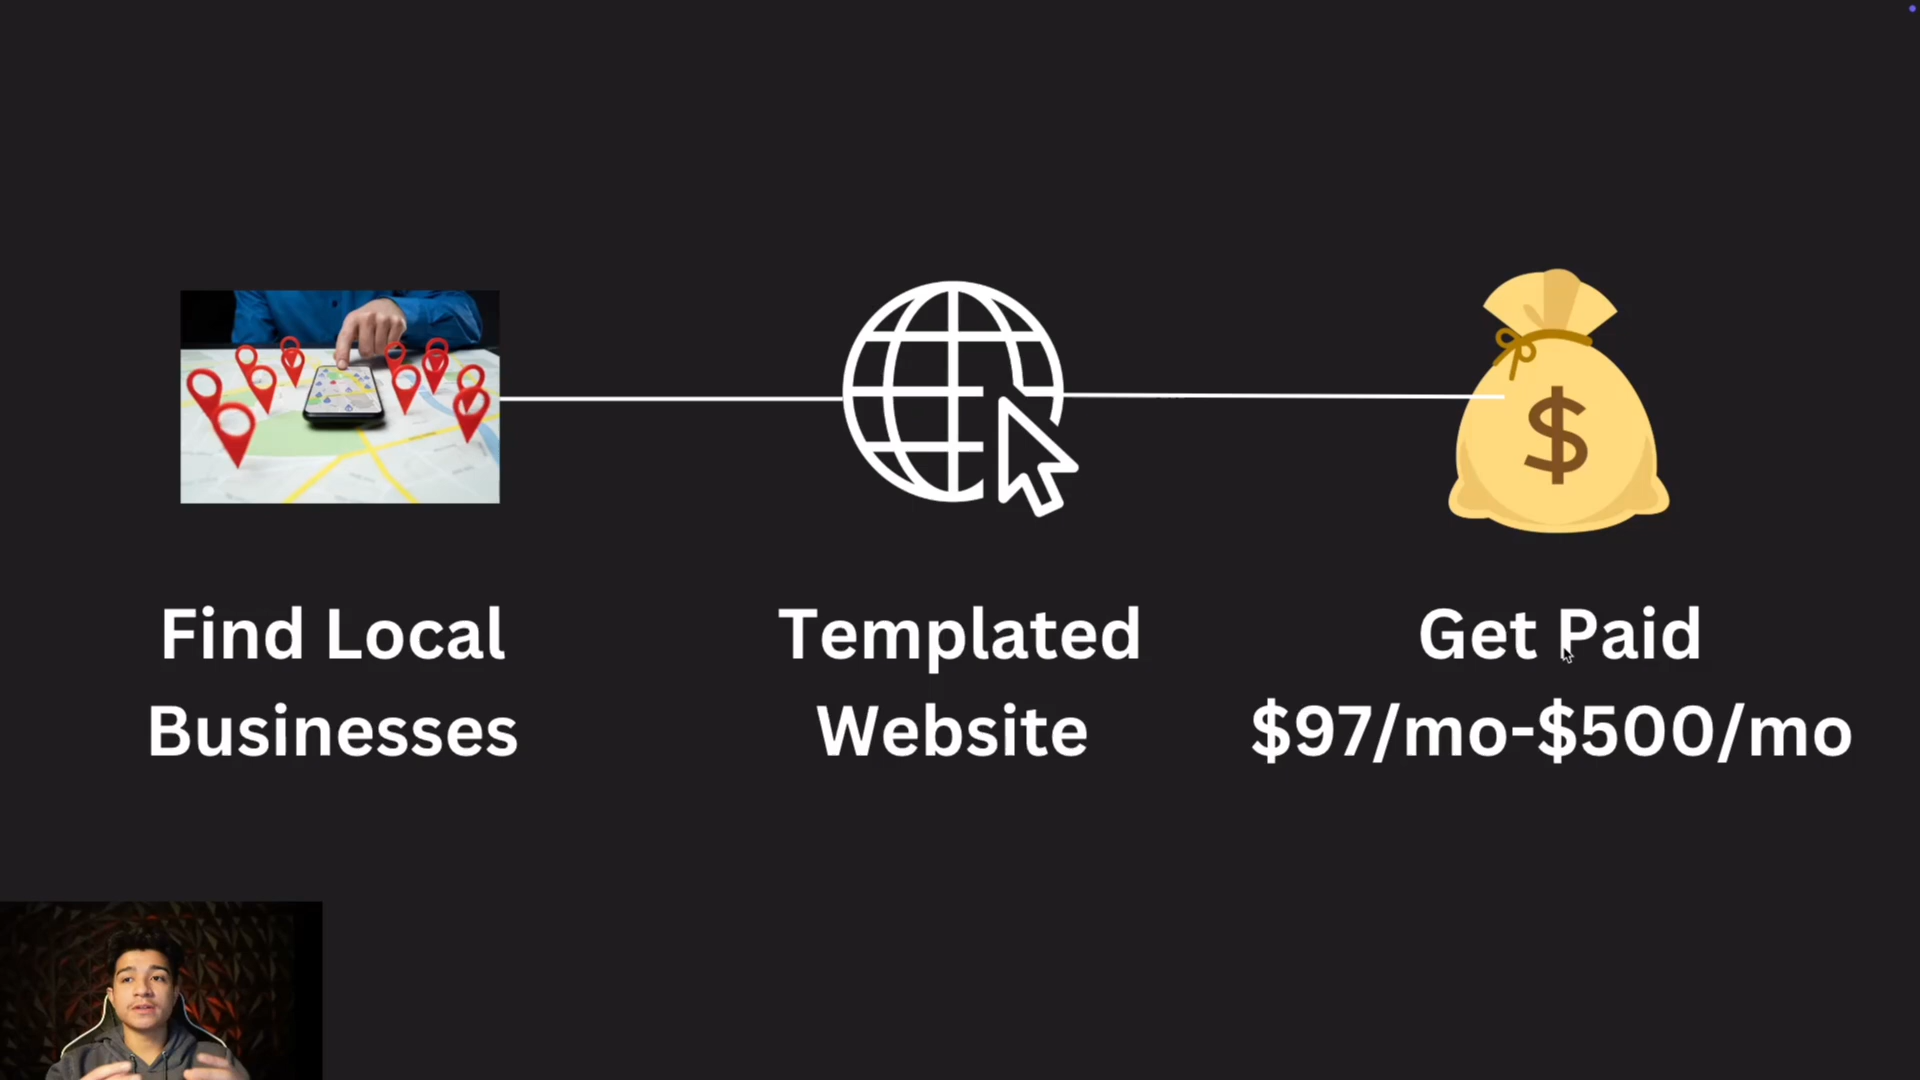 Find Local
Businesses
Templated
Website
$
Get Paid
$97/mo-$500/mo